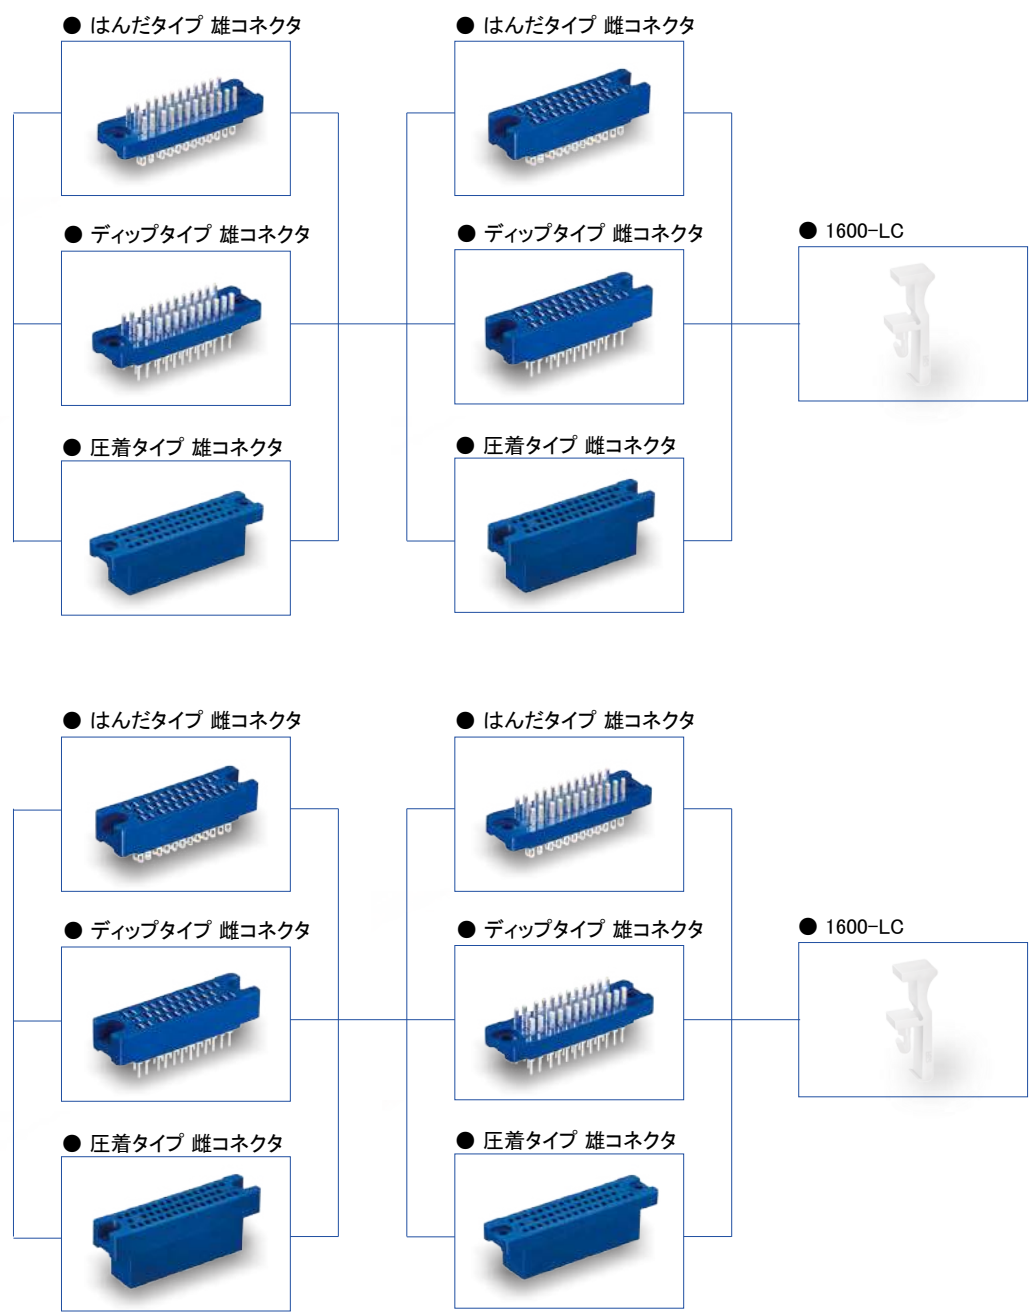 ● はんだタイプ 雄コネクタ
● はんだタイプ 雌コネクタ
● ディップタイプ 雄コネクタ
● ディップタイプ 雌コネクタ
● 1600-LC
● 圧着タイプ 雄コネクタ
● 圧着タイプ 雌コネクタ
● はんだタイプ 雌コネクタ
● はんだタイプ 雄コネクタ
● ディップタイプ 雌コネクタ
● ディップタイプ 雄コネクタ
● 1600-LC
● 圧着タイプ 雌コネクタ
● 圧着タイプ 雄コネクタ